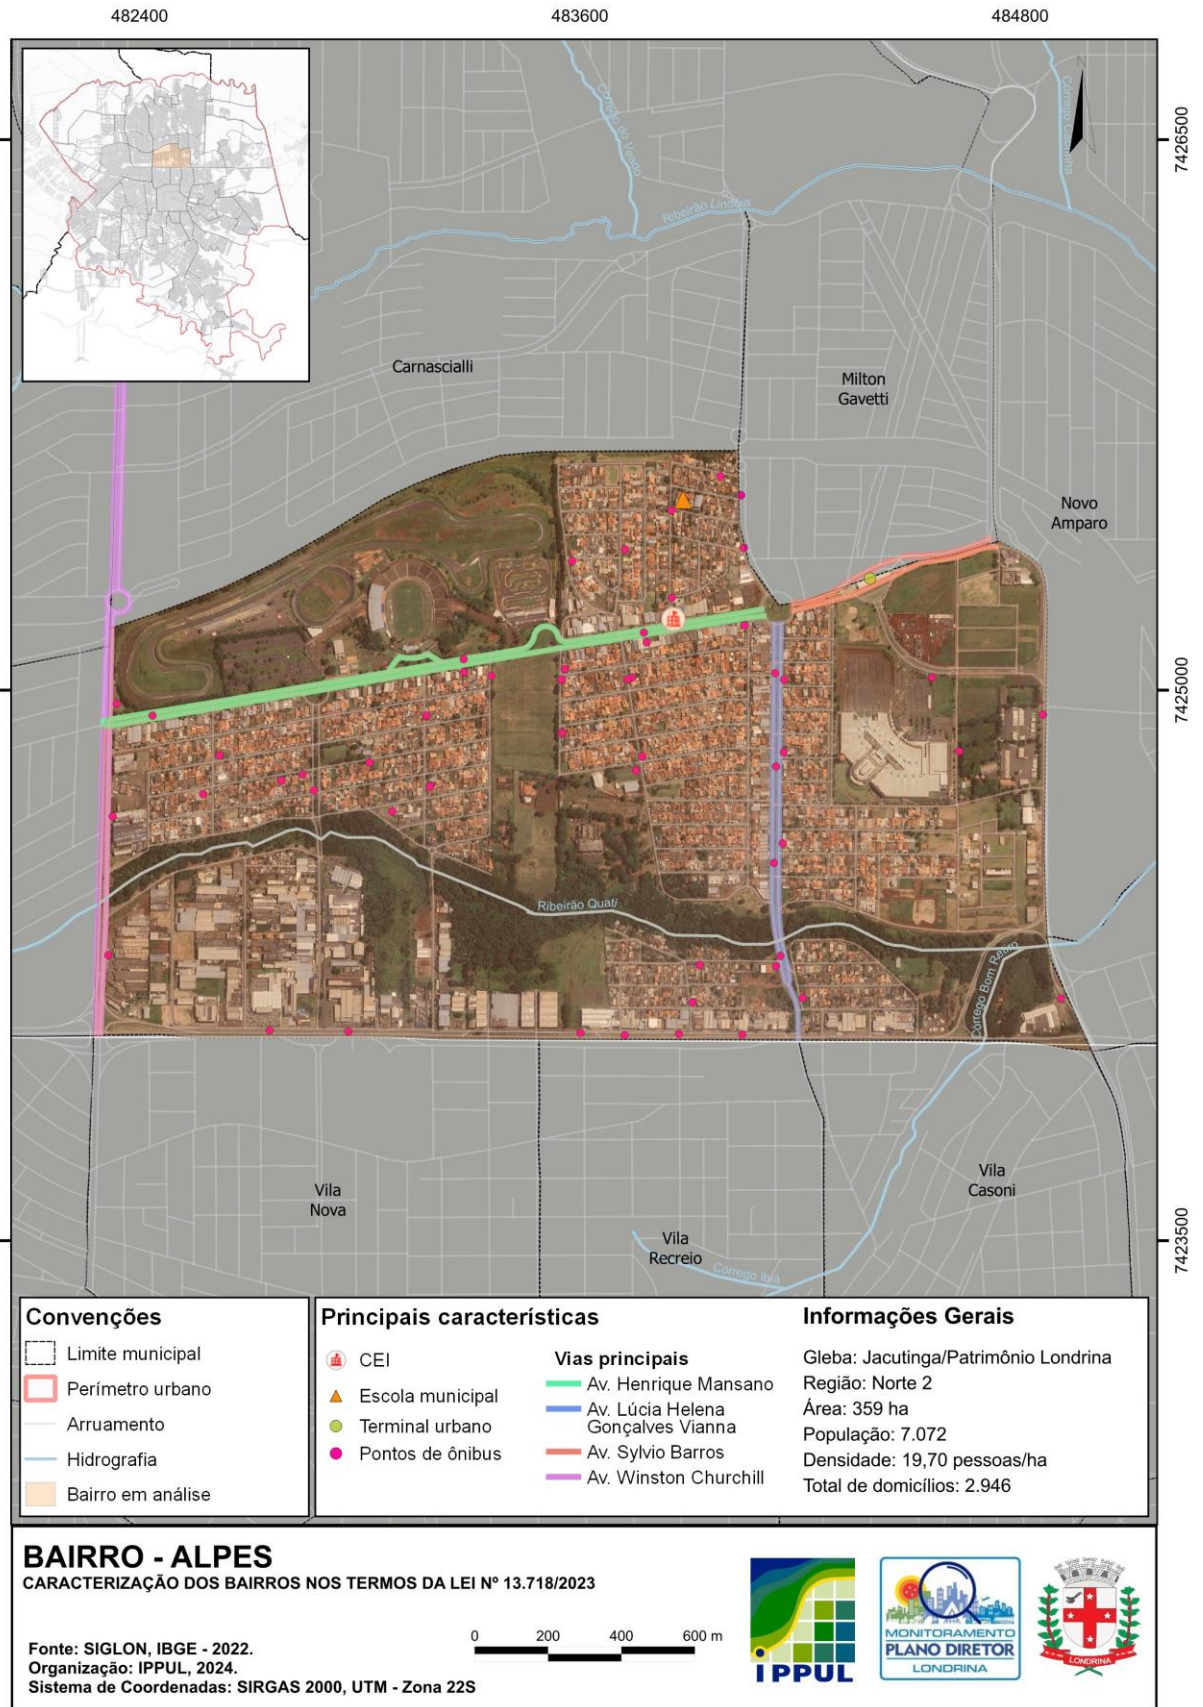 482400
483600
484800
7426500
7425000
7423500
N
Córrego do Veado
Ribeirão Lindóia
Carnascialli
Milton
Gavetti
Novo
Amparo
Ribeirão Quati
Córrego Bom Retiro
Vila
Nova
Vila
Casoni
Vila
Recreio
Córrego Ibiá
Convenções
Limite municipal
Perímetro urbano
Arruamento
Hidrografia
Bairro em análise
Principais característicias
CEI
Escola municipal
Terminal urbano
Pontos de ônibus
Vias principais
Av. Henrique Mansano
Av. Lúcia Helena
Gonçalves Vianna
Av. Sylvio Barros
Av. Winston Churchill
Informações Gerais
Gleba: Jacutinga/Patrimônio Londrina
Região: Norte 2
Área: 359 ha
População: 7.072
Densidade: 19,70 pessoas/ha
Total de domicílios: 2.946
BAIRRO - ALPES
CARACTERIZAÇÃO DOS BAIRROS NOS TERMOS DA LEI Nº 13.718/2023
Fonte: SIGLON, IBGE - 2022.
Organização: IPPUL, 2024.
Sistema de Coordenadas: SIRGAS 2000, UTM - Zona 22S
0 200 400 600 m
IPPUL
MONITORAMENTO
PLANO DIRETOR
LONDRINA
LONDRINA